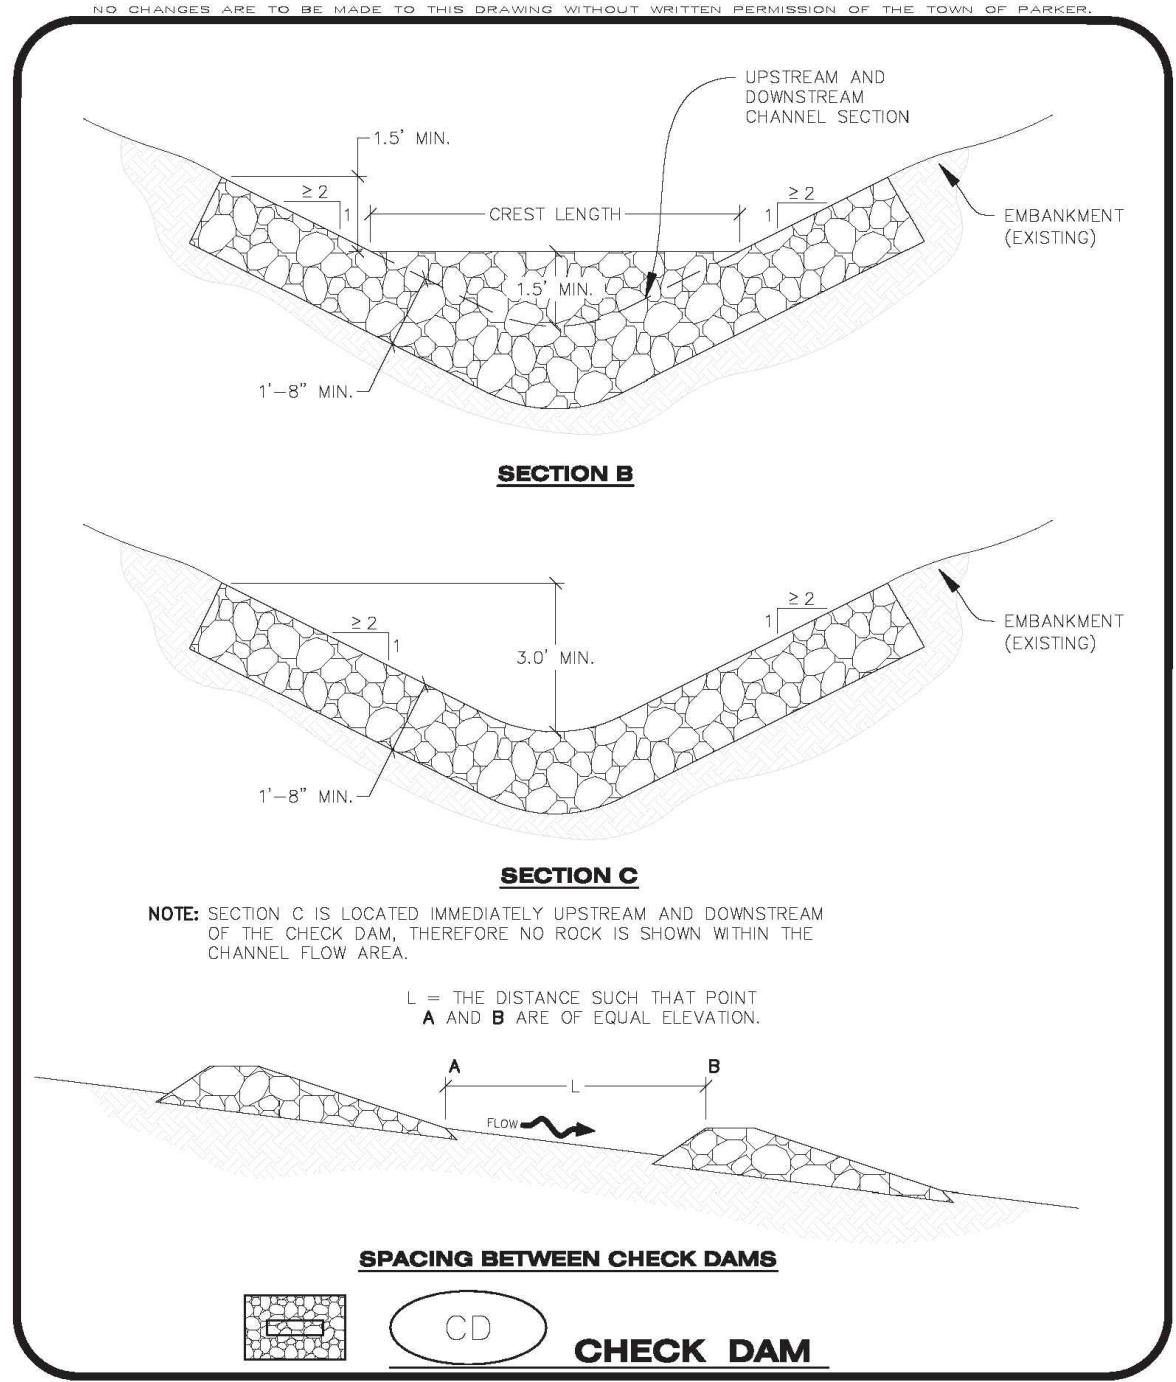 NO CHANGES ARE TO BE MADE TO THIS DRAWING WITHOUT WRITTEN PERMISSION OF THE TOWN OF PARKER.
UPSTREAM AND
DOWNSTREAM
CHANNEL SECTION
1.5' MIN.
≥2
1
CREST LENGTH
≥2
1
EMBANKMENT
(EXISTING)
1.5' MIN.
1'-8" MIN.
SECTION B
≥2
1
≥2
1
3.0' MIN.
EMBANKMENT
(EXISTING)
1'-8" MIN.
SECTION C
NOTE: SECTION C IS LOCATED IMMEDIATELY UPSTREAM AND DOWNSTREAM
OF THE CHECK DAM, THEREFORE NO ROCK IS SHOWN WITHIN THE
CHANNEL FLOW AREA.
L = THE DISTANCE SUCH THAT POINT
A AND B ARE OF EQUAL ELEVATION.
A
B
L
FLOW
SPACING BETWEEN CHECK DAMS
CD
CHECK DAM